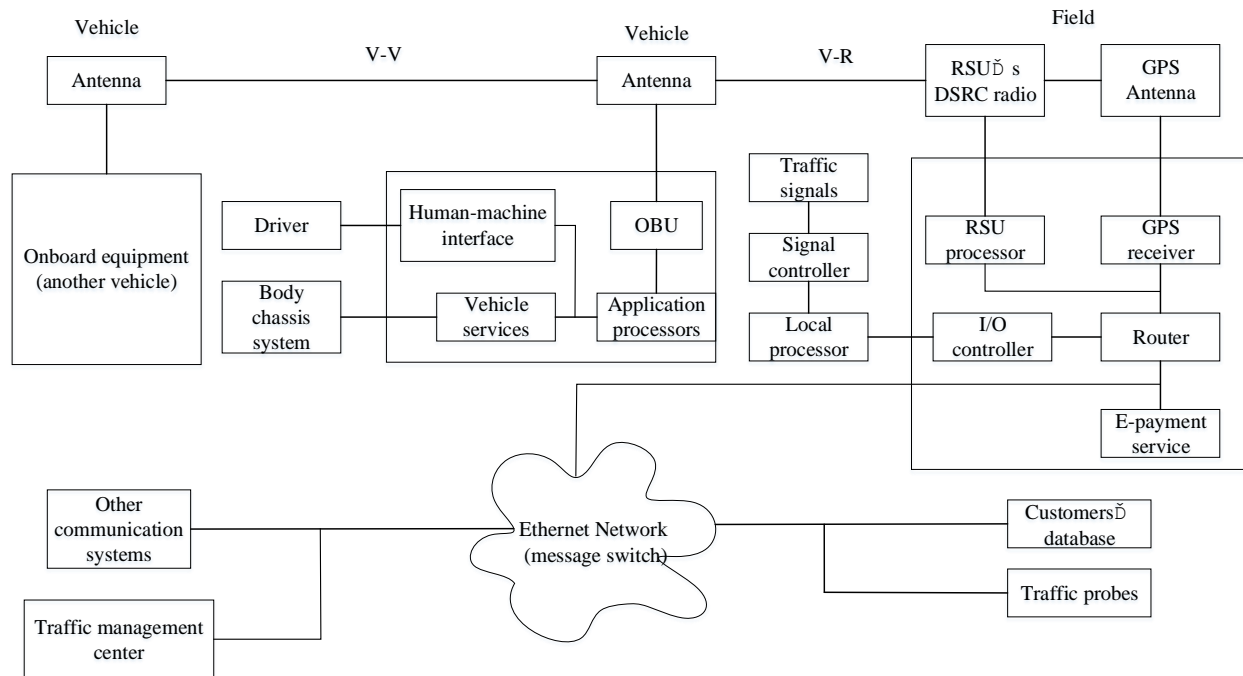 Vehicle
Vehicle
Field
V-V
V-R
Antenna
Antenna
RSUĎ s
DSRC radio
GPS
Antenna
Onboard equipment
(another vehicle)
Driver
Human-machine
interface
OBU
Body
chassis
system
Vehicle
services
Application
processors
Traffic
signals
Signal
controller
Local
processor
RSU
processor
GPS
receiver
I/O
controller
Router
E-payment
service
Other
communication
systems
Traffic management
center
Ethernet Network
(message switch)
CustomersĎ
database
Traffic probes